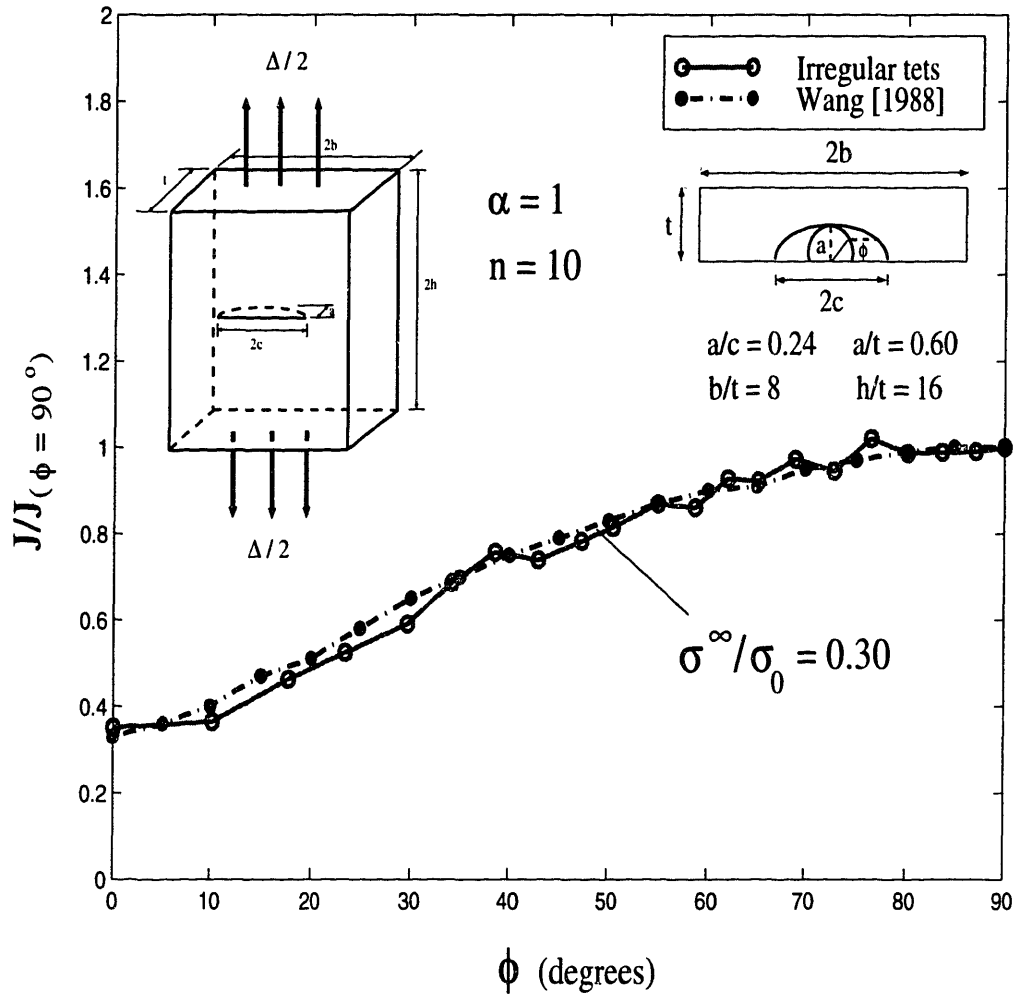 2
1.8
1.6
1.4
1.2
1
0.8
0.6
0.4
0.2
0
J/J(ϕ = 90°)
Δ / 2
2b
t
2h
a
2c
Δ / 2
α = 1
n = 10
Irregular tets
Wang [1988]
2b
t
a
ϕ
2c
a/c = 0.24 a/t = 0.60
b/t = 8 h/t = 16
σ^∞/σ_0 = 0.30
0 10 20 30 40 50 60 70 80 90
ϕ (degrees)